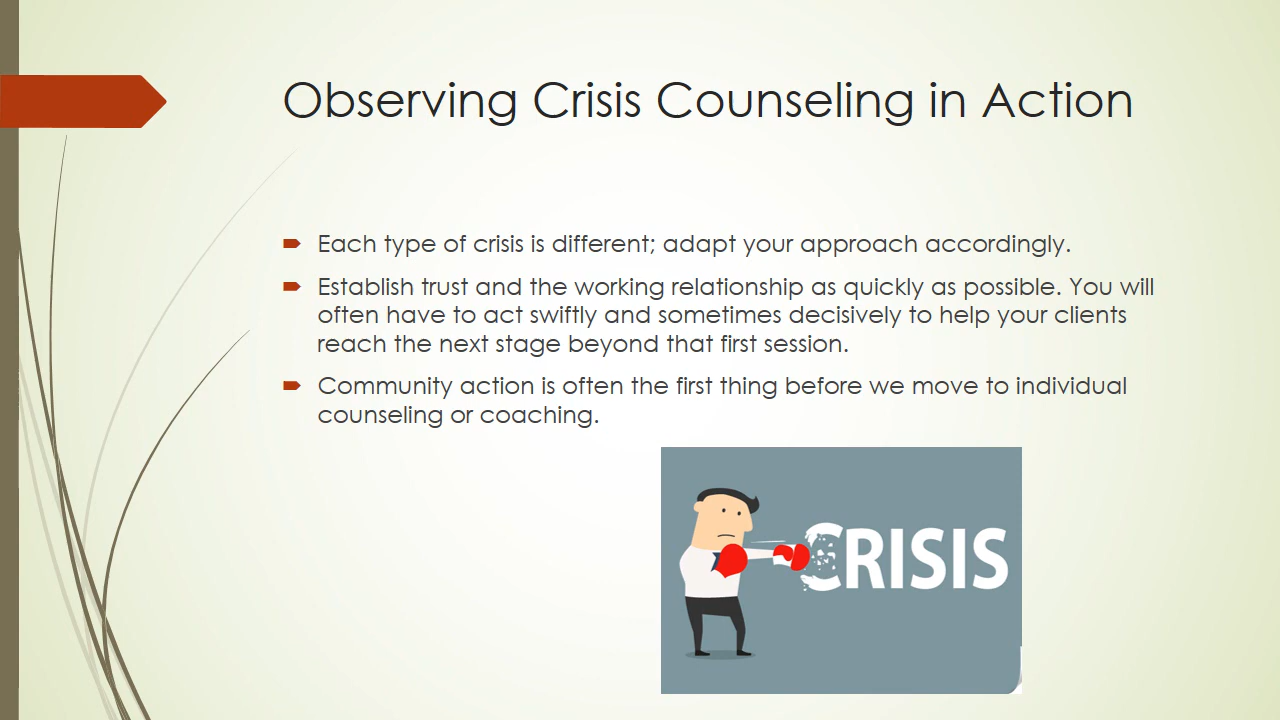 Observing Crisis Counseling in Action
Each type of crisis is different; adapt your approach accordingly.
Establish trust and the working relationship as quickly as possible. You will
often have to act swiftly and sometimes decisively to help your clients
reach the next stage beyond that first session.
Community action is often the first thing before we move to individual
counseling or coaching.
CRISIS